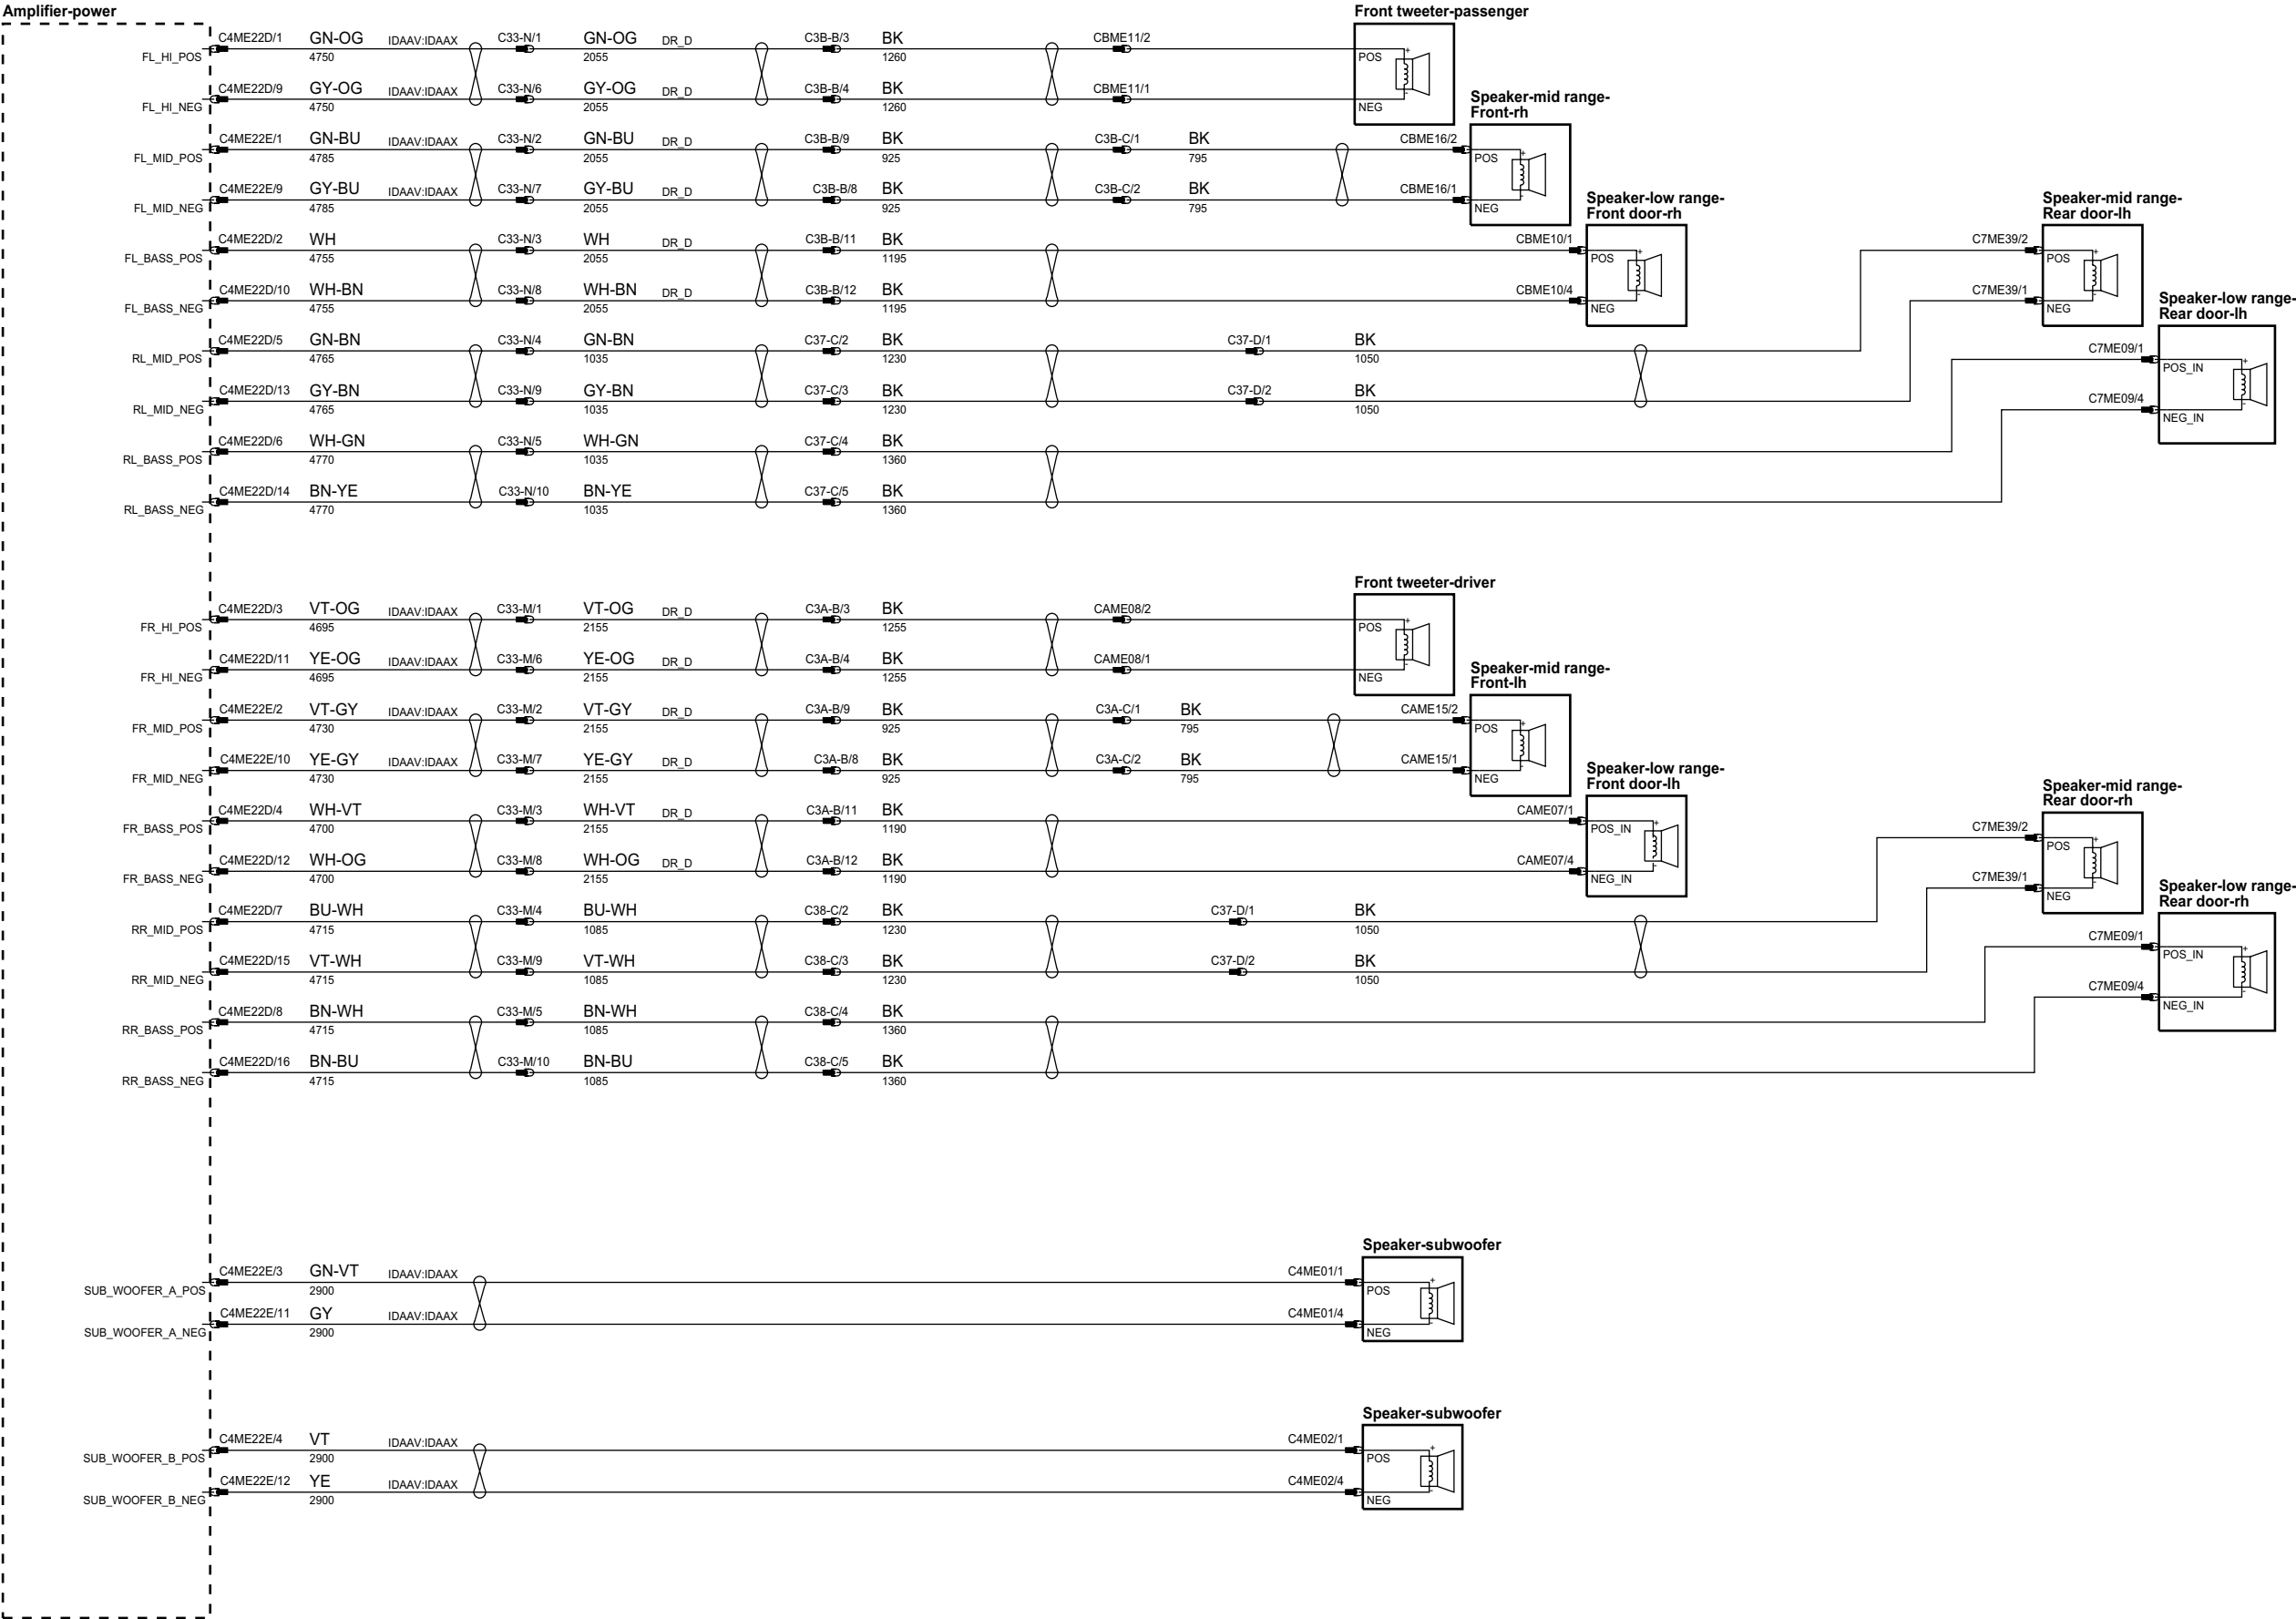 Amplifier-power
Front tweeter-passenger
C4ME22D/1 GN-OG IDAAV:IDAAX C33-N/1 GN-OG DR_D C3B-B/3 BK CBME11/2
FL_HI_POS 4750 2055 1260 POS + -
C4ME22D/9 GY-OG IDAAV:IDAAX C33-N/6 GY-OG DR_D C3B-B/4 BK CBME11/1
FL_HI_NEG 4750 2055 1260 NEG
Speaker-mid range-
Front-rh
C4ME22E/1 GN-BU IDAAV:IDAAX C33-N/2 GN-BU DR_D C3B-B/9 BK C3B-C/1 BK CBME16/2
FL_MID_POS 4785 2055 925 795 POS + -
C4ME22E/9 GY-BU IDAAV:IDAAX C33-N/7 GY-BU DR_D C3B-B/8 BK C3B-C/2 BK CBME16/1
FL_MID_NEG 4785 2055 925 795 NEG
Speaker-low range-
Front door-rh
Speaker-mid range-
Rear door-lh
C4ME22D/2 WH C33-N/3 WH DR_D C3B-B/11 BK CBME10/1 C7ME39/2
FL_BASS_POS 4755 2055 1195 POS + - POS + -
C4ME22D/10 WH-BN C33-N/8 WH-BN DR_D C3B-B/12 BK CBME10/4 C7ME39/1
FL_BASS_NEG 4755 2055 1195 NEG NEG
Speaker-low range-
Rear door-lh
C4ME22D/5 GN-BN C33-N/4 GN-BN C37-C/2 BK C37-D/1 BK C7ME09/1
RL_MID_POS 4765 1035 1230 1050 POS_IN + -
C4ME22D/13 GY-BN C33-N/9 GY-BN C37-C/3 BK C37-D/2 BK C7ME09/4
RL_MID_NEG 4765 1035 1230 1050 NEG_IN
C4ME22D/6 WH-GN C33-N/5 WH-GN C37-C/4 BK
RL_BASS_POS 4770 1035 1360
C4ME22D/14 BN-YE C33-N/10 BN-YE C37-C/5 BK
RL_BASS_NEG 4770 1035 1360
Front tweeter-driver
C4ME22D/3 VT-OG IDAAV:IDAAX C33-M/1 VT-OG DR_D C3A-B/3 BK CAME08/2
FR_HI_POS 4695 2155 1255 POS + -
C4ME22D/11 YE-OG IDAAV:IDAAX C33-M/6 YE-OG DR_D C3A-B/4 BK CAME08/1
FR_HI_NEG 4695 2155 1255 NEG
Speaker-mid range-
Front-lh
C4ME22E/2 VT-GY IDAAV:IDAAX C33-M/2 VT-GY DR_D C3A-B/9 BK C3A-C/1 BK CAME15/2
FR_MID_POS 4730 2155 925 795 POS + -
C4ME22E/10 YE-GY IDAAV:IDAAX C33-M/7 YE-GY DR_D C3A-B/8 BK C3A-C/2 BK CAME15/1
FR_MID_NEG 4730 2155 925 795 NEG
Speaker-low range-
Front door-lh
Speaker-mid range-
Rear door-rh
C4ME22D/4 WH-VT C33-M/3 WH-VT DR_D C3A-B/11 BK CAME07/1 C7ME39/2
FR_BASS_POS 4700 2155 1190 POS_IN + - POS + -
C4ME22D/12 WH-OG C33-M/8 WH-OG DR_D C3A-B/12 BK CAME07/4 C7ME39/1
FR_BASS_NEG 4700 2155 1190 NEG_IN NEG
Speaker-low range-
Rear door-rh
C4ME22D/7 BU-WH C33-M/4 BU-WH C38-C/2 BK C37-D/1 BK C7ME09/1
RR_MID_POS 4715 1085 1230 1050 POS_IN + -
C4ME22D/15 VT-WH C33-M/9 VT-WH C38-C/3 BK C37-D/2 BK C7ME09/4
RR_MID_NEG 4715 1085 1230 1050 NEG_IN
C4ME22D/8 BN-WH C33-M/5 BN-WH C38-C/4 BK
RR_BASS_POS 4715 1085 1360
C4ME22D/16 BN-BU C33-M/10 BN-BU C38-C/5 BK
RR_BASS_NEG 4715 1085 1360
Speaker-subwoofer
C4ME22E/3 GN-VT IDAAV:IDAAX C4ME01/1
SUB_WOOFER_A_POS 2900 POS + -
C4ME22E/11 GY IDAAV:IDAAX C4ME01/4
SUB_WOOFER_A_NEG 2900 NEG
Speaker-subwoofer
C4ME22E/4 VT IDAAV:IDAAX C4ME02/1
SUB_WOOFER_B_POS 2900 POS + -
C4ME22E/12 YE IDAAV:IDAAX C4ME02/4
SUB_WOOFER_B_NEG 2900 NEG